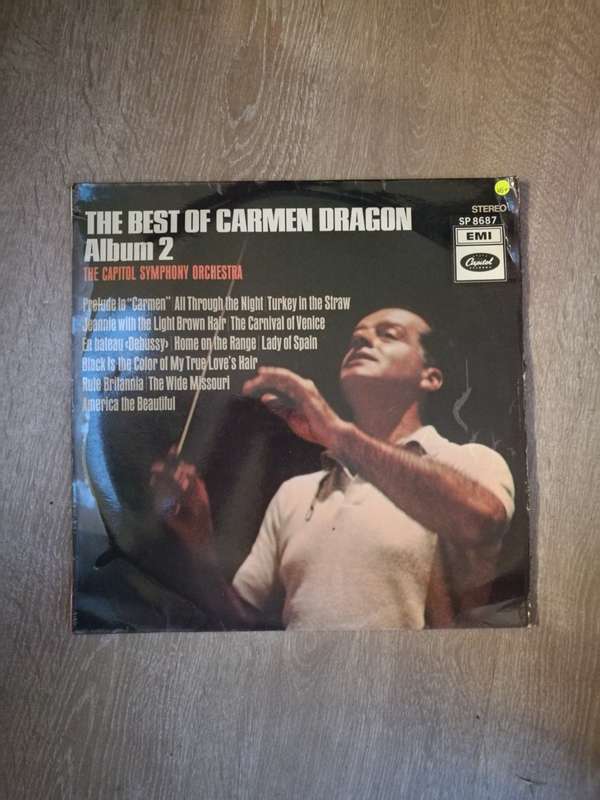 THE BEST OF CARMEN DRAGON
Album 2
THE CAPITOL SYMPHONY ORCHESTRA
Prelude to "Carmen" All Through the Night Turkey in the Straw
Jeannie with the Light Brown Hair | The Carnival of Venice
En bateau <Debussy> | Home on the Range | Lady of Spain
Black Is the Color of My True Love's Hair
Rule Britannia | The Wide Missouri
America the Beautiful
STEREO
SP 8687
EMI
Capitol